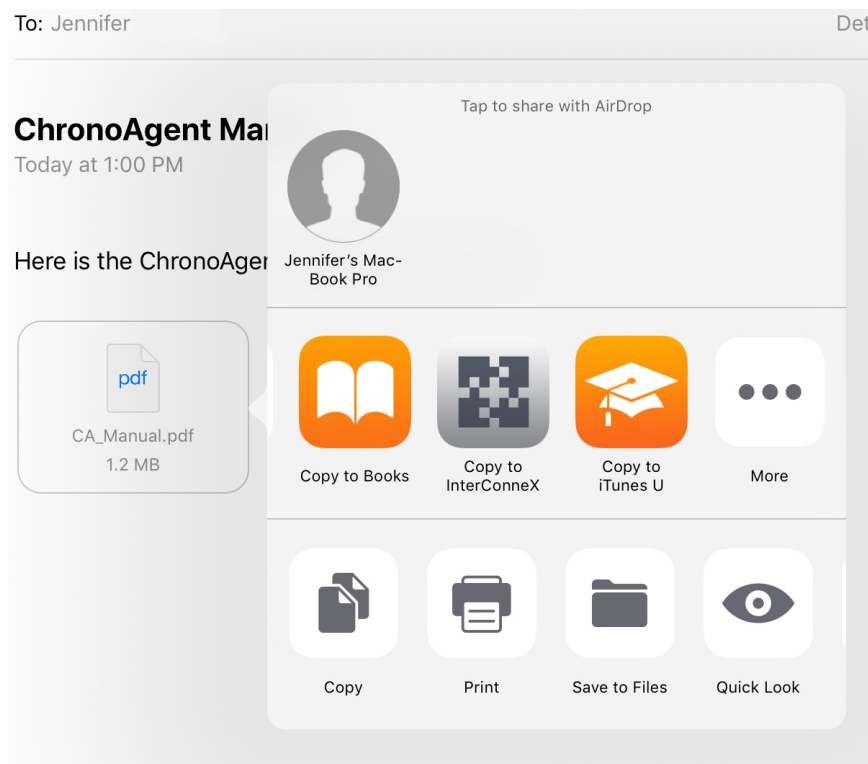 To: Jennifer
Det
ChronoAgent Ma
Today at 1:00 PM
Here is the ChronoAge
pdf
CA_Manual.pdf
1.2 MB
Tap to share with AirDrop
Jennifer's Mac-
Book Pro
Copy to Books
Copy to
InterConneX
Copy to
iTunes U
More
Copy
Print
Save to Files
Quick Look